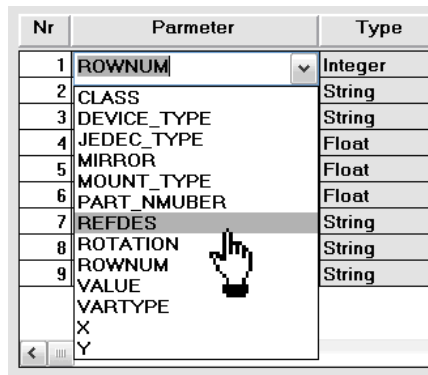 Nr Parmeter Type
1 ROWNUM Integer
2 CLASS String
3 DEVICE_TYPE String
4 JEDEC_TYPE Float
MIRROR
5 MOUNT_TYPE Float
6 PART_NMUBER Float
7 REFDES String
8 ROTATION String
9 ROWNUM String
VALUE
VARTYPE
X
Y